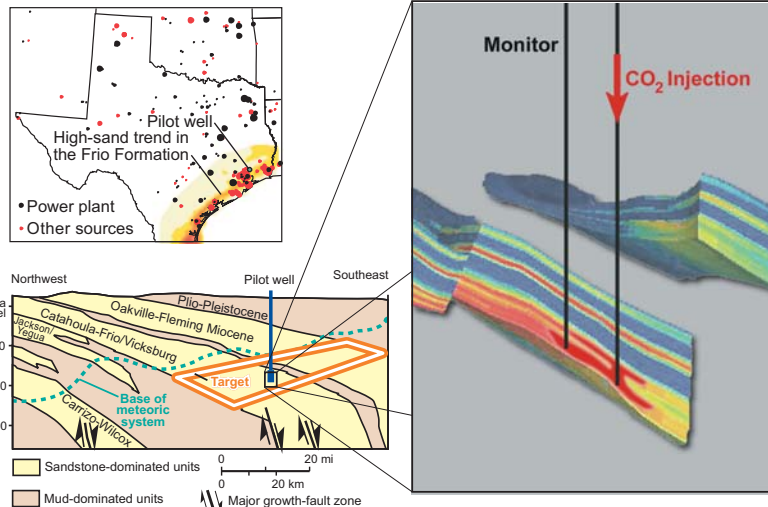 Pilot well
High-sand trend in
the Frio Formation
Power plant
Other sources
Monitor
CO₂ Injection
Northwest
Pilot well
Southeast
Plio-Pleistocene
Oakville-Fleming Miocene
Catahoula-Frio/Vicksburg
Jackson/
Yegua
Target
Base of
meteoric
system
Carrizo-Wilcox
Sandstone-dominated units
Mud-dominated units
0 20 mi
0 20 km
Major growth-fault zone